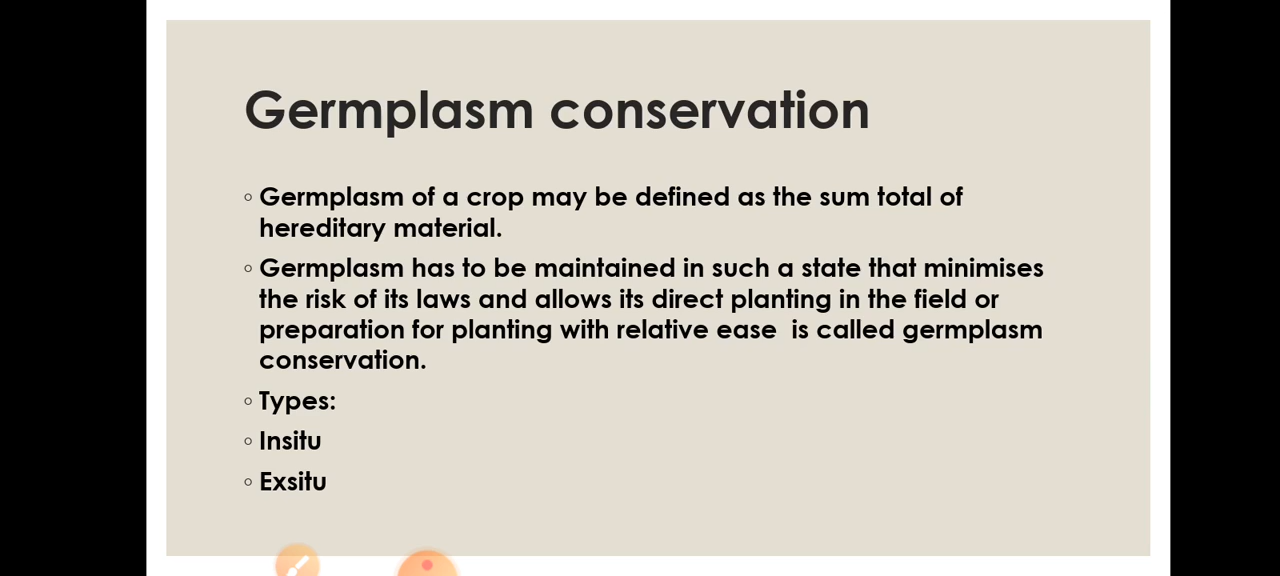 Germplasm conservation
◦ Germplasm of a crop may be defined as the sum total of
hereditary material.
◦ Germplasm has to be maintained in such a state that minimises
the risk of its laws and allows its direct planting in the field or
preparation for planting with relative ease  is called germplasm
conservation.
◦ Types:
◦ Insitu
◦ Exsitu